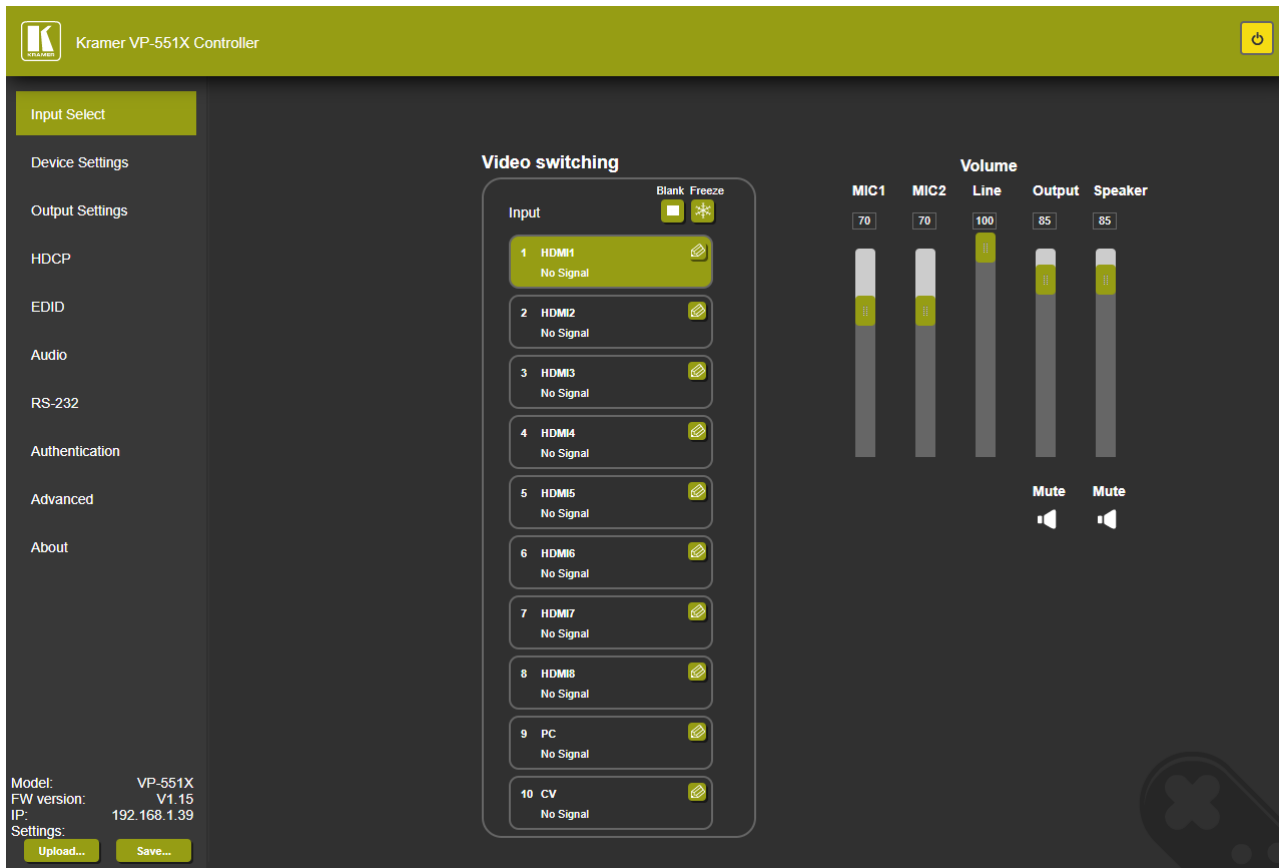 KRAMER
Kramer VP-551X Controller
Input Select
Device Settings
Output Settings
HDCP
EDID
Audio
RS-232
Authentication
Advanced
About
Model: VP-551X
FW version: V1.15
IP: 192.168.1.39
Settings:
Upload... Save...
Video switching
Blank Freeze
Input
1 HDMI1
No Signal
2 HDMI2
No Signal
3 HDMI3
No Signal
4 HDMI4
No Signal
5 HDMI5
No Signal
6 HDMI6
No Signal
7 HDMI7
No Signal
8 HDMI8
No Signal
9 PC
No Signal
10 CV
No Signal
Volume
MIC1 MIC2 Line Output Speaker
70 70 100 85 85
Mute Mute